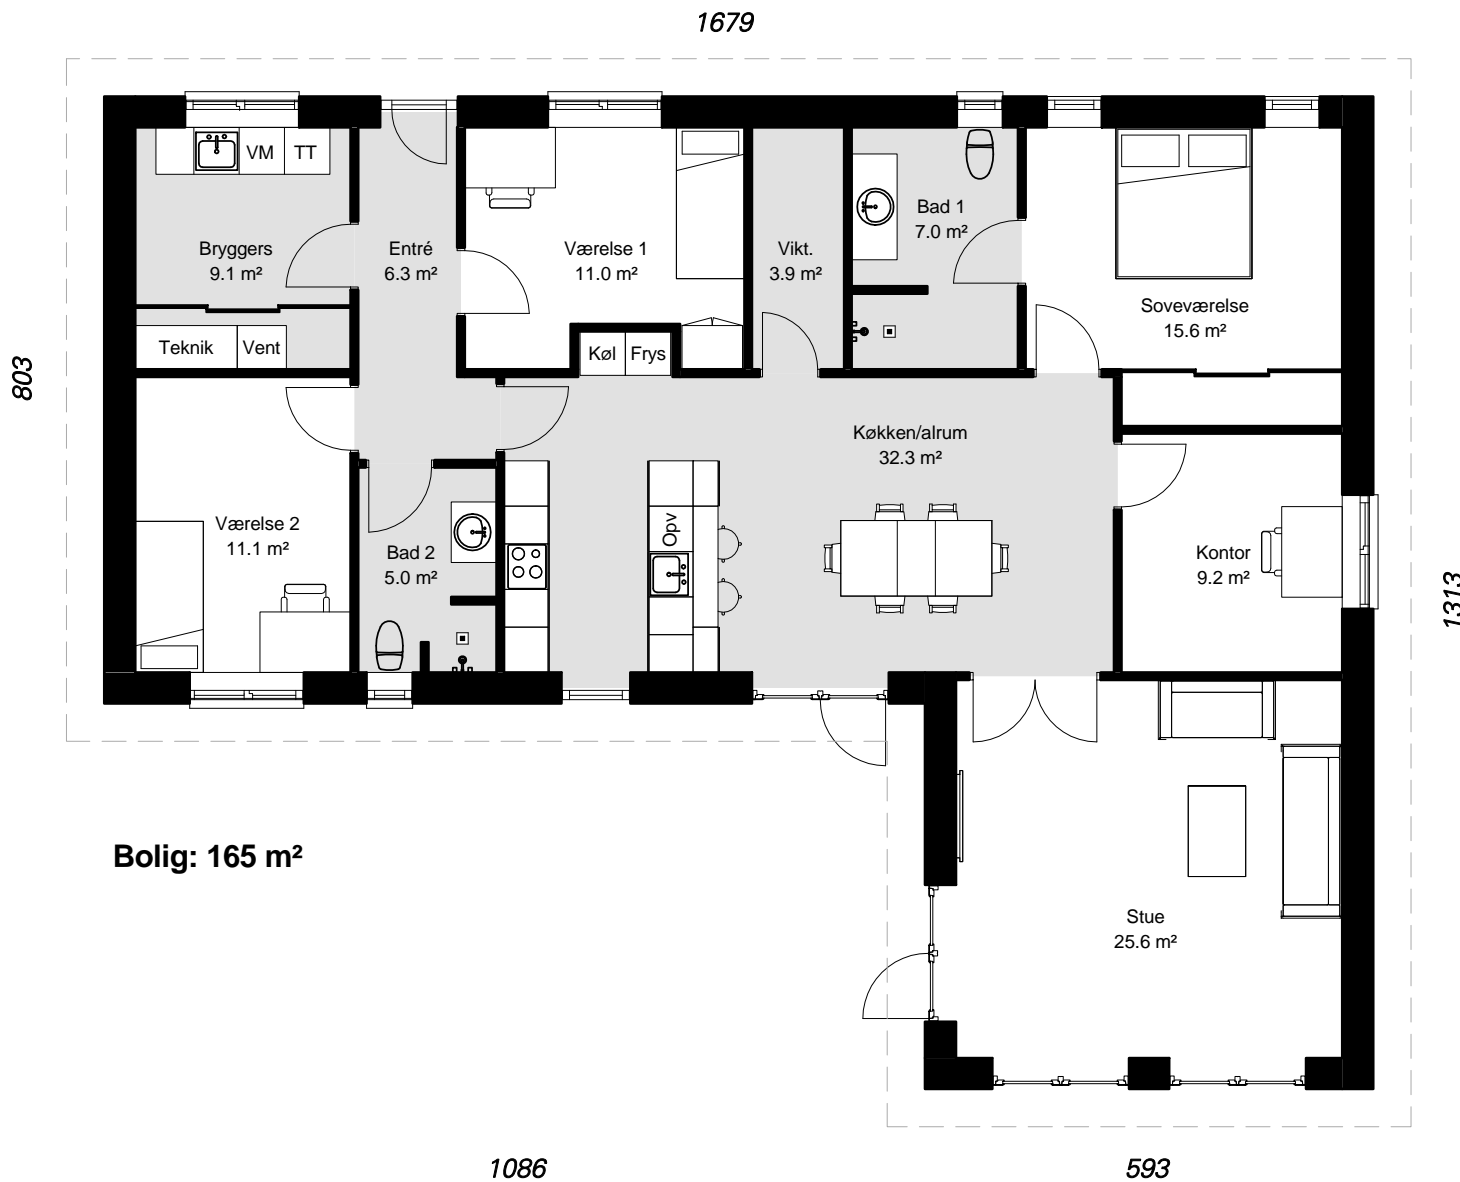 1679
VM
TT
Bryggers
9.1 m²
Entré
6.3 m²
Værelse 1
11.0 m²
Vikt.
3.9 m²
Bad 1
7.0 m²
Soveværelse
15.6 m²
Teknik
Vent
Køl
Frys
803
Køkken/alrum
32.3 m²
Værelse 2
11.1 m²
Bad 2
5.0 m²
Opv
Kontor
9.2 m²
1313
Bolig: 165 m²
Stue
25.6 m²
1086
593